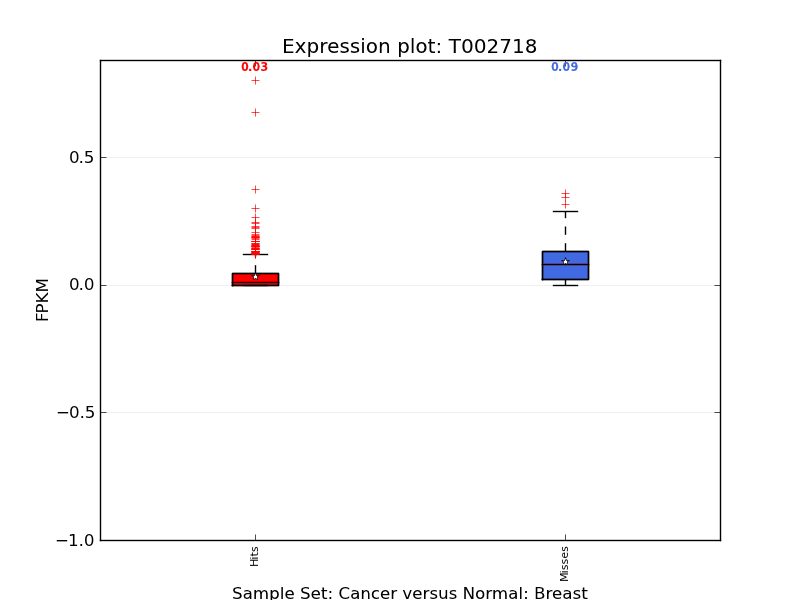 Expression plot: T002718
0.03
0.09
0.5
0.0
−0.5
−1.0
FPKM
Hits
Misses
Sample Set: Cancer versus Normal: Breast